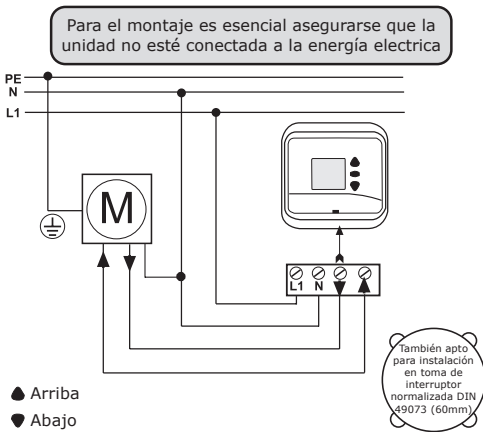 Para el montaje es esencial asegurarse que la
unidad no esté conectada a la energía electrica
PE
N
L1
M
L1 N
Arriba
Abajo
También apto
para instalación
en toma de
interruptor
normalizada DIN
49073 (60mm)